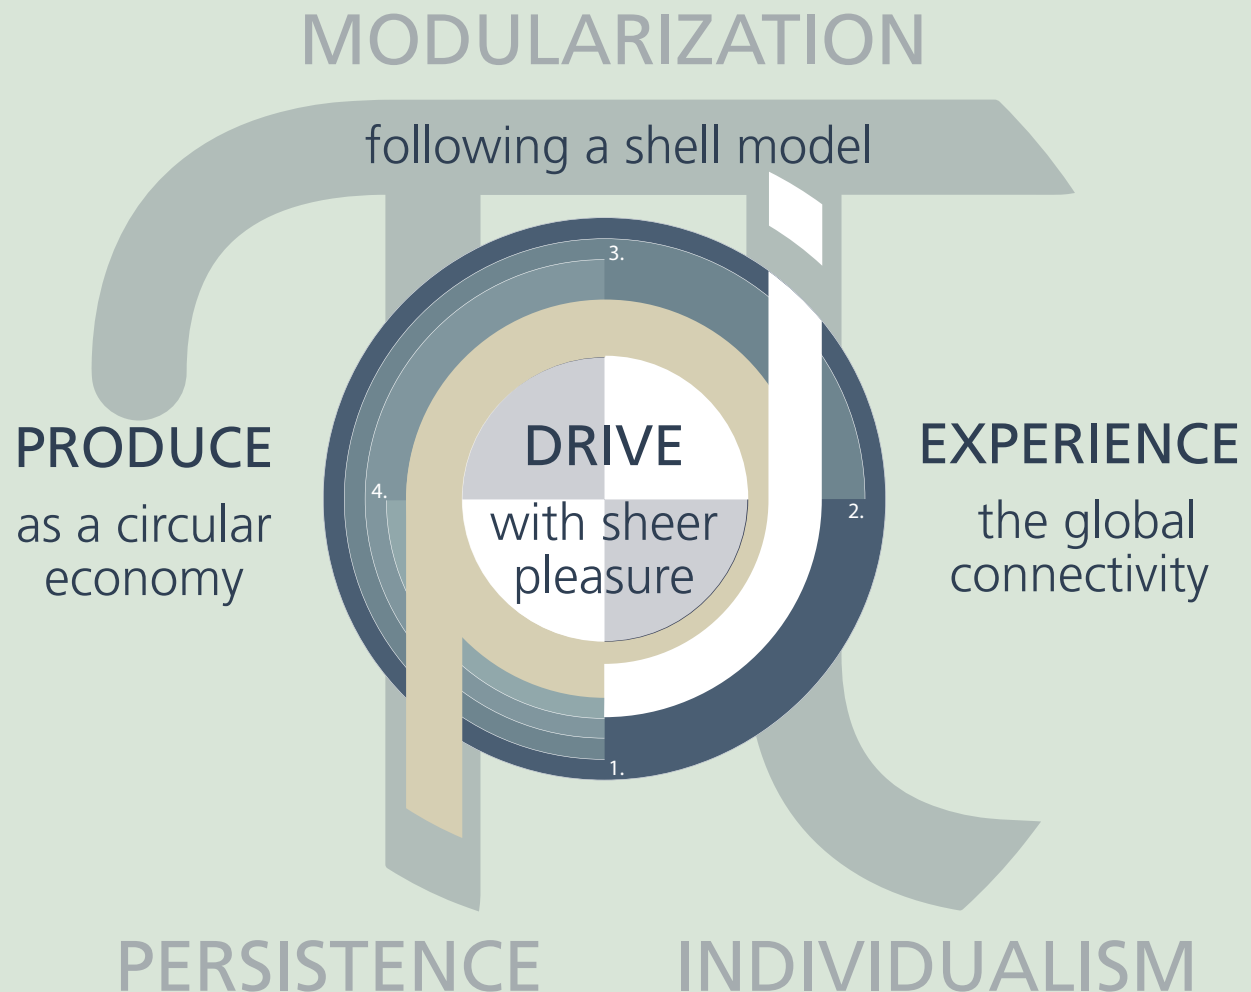 MODULARIZATION
following a shell model
3.
PRODUCE
as a circular
economy
4.
DRIVE
with sheer
pleasure
EXPERIENCE
the global
connectivity
2.
1.
PERSISTENCE
INDIVIDUALISM